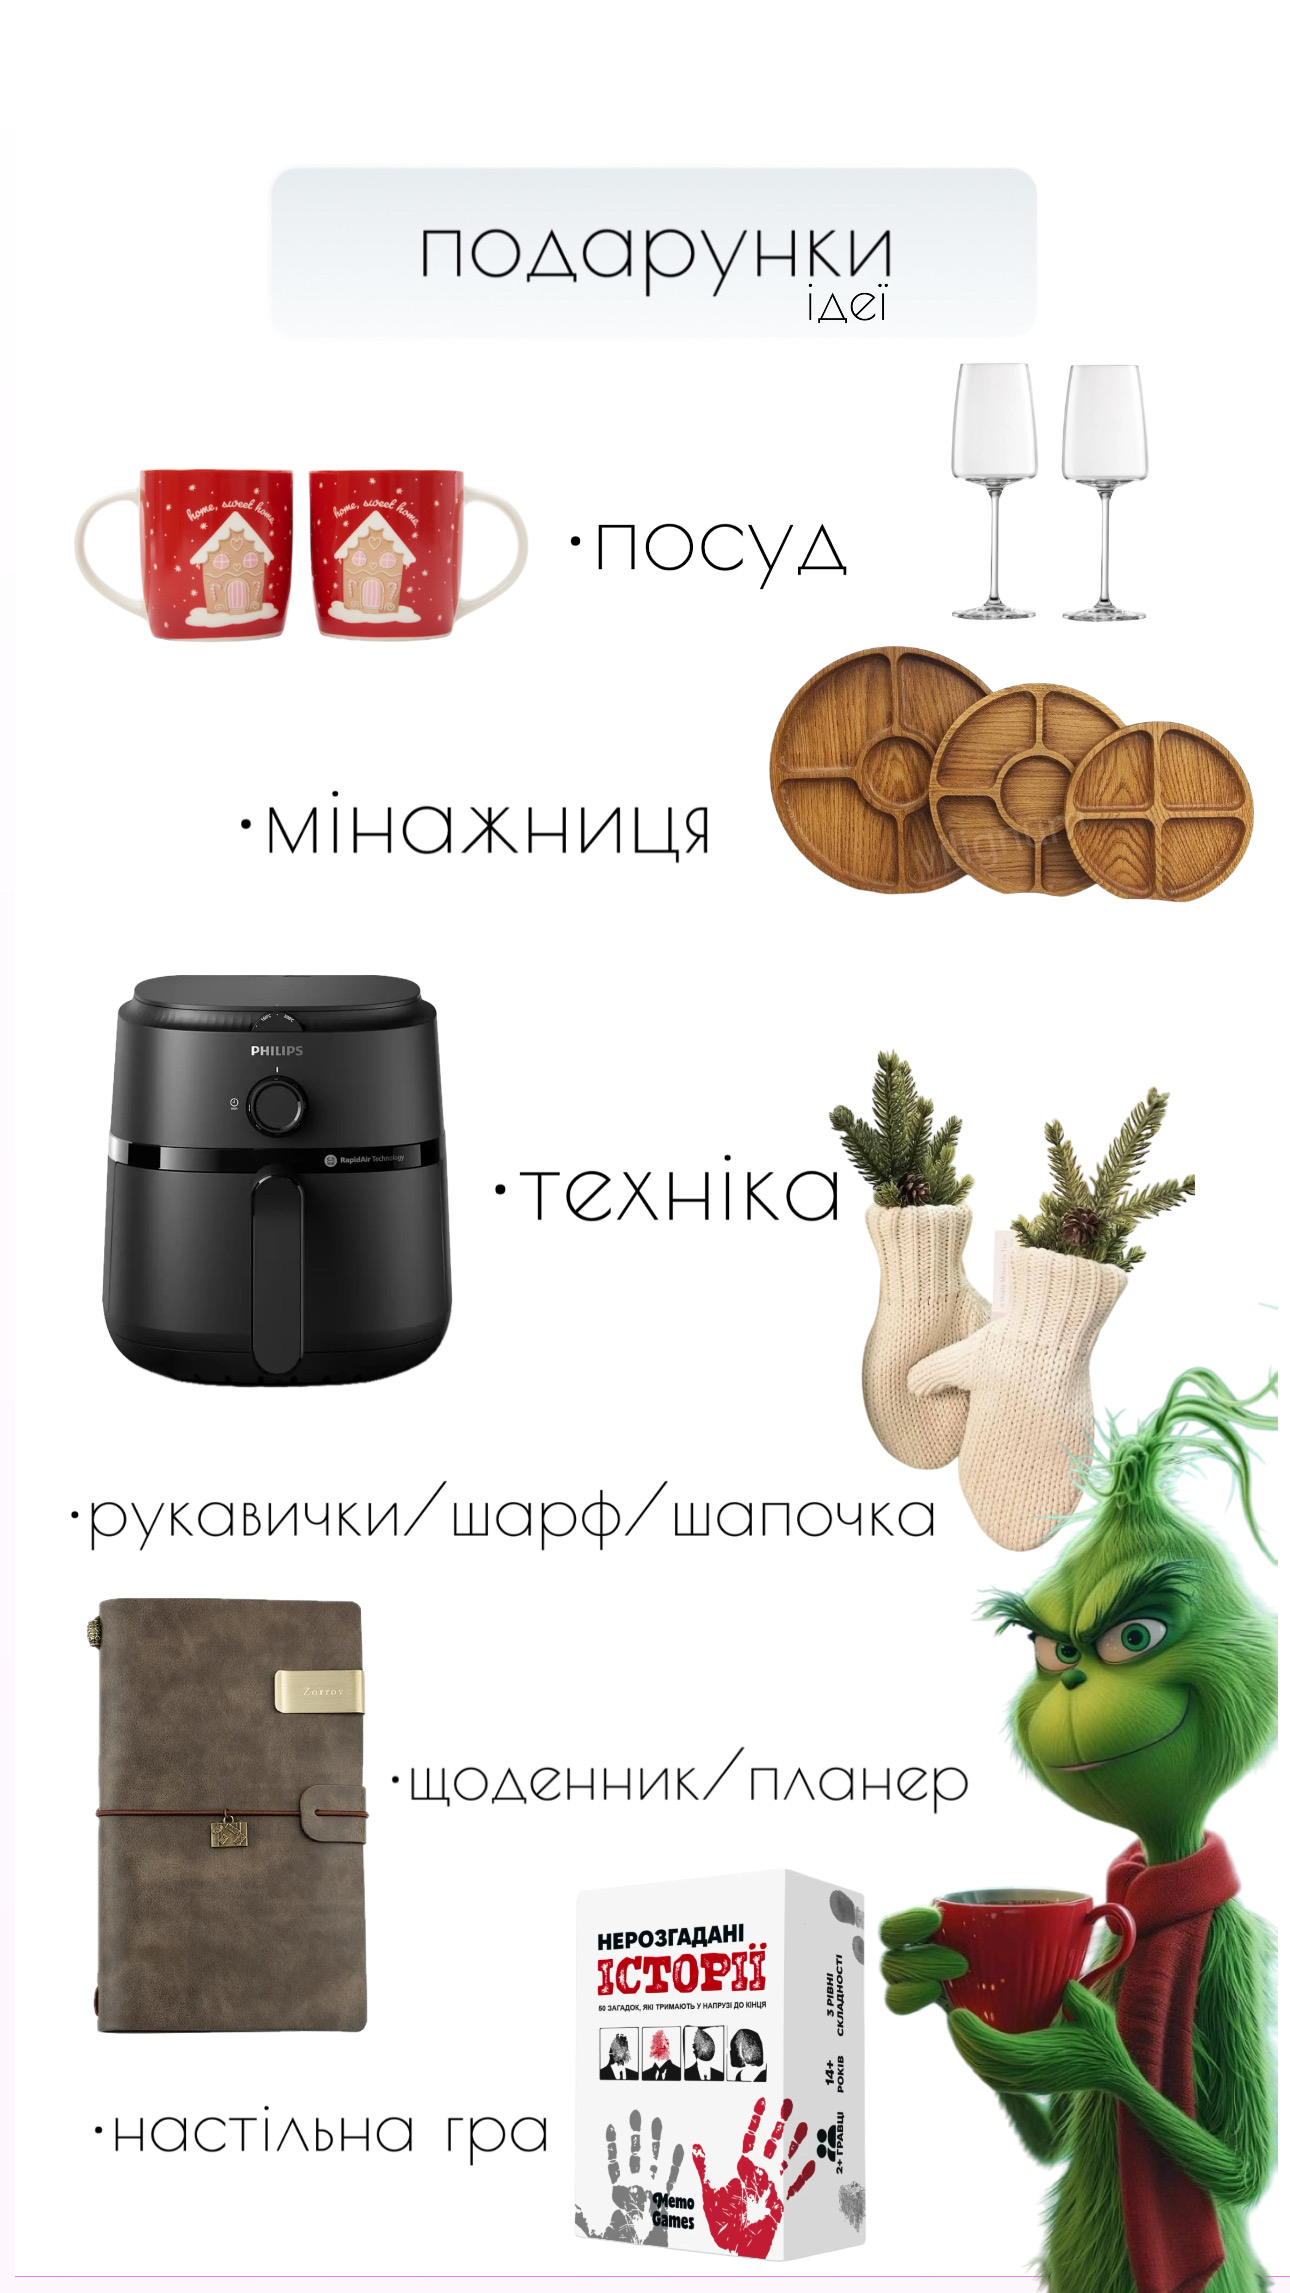 подарунки
ідеї
home, sweet home
home, sweet home
·посуд
·мінажниця
PHILIPS
RapidAir Technology
·техніка
·рукавички/шарф/шапочка
·щоденник/планер
НЕРОЗГАДАНІ
ІСТОРІЇ
50 ЗАГАДОК, ЯКІ ТРИМАЮТЬ У НАПРУЗІ ДО КІНЦЯ
3 РІВНІ
СКЛАДНОСТІ
14+
РОКІВ
2+ ГРАВЦІ
·настільна гра
Memo
Games